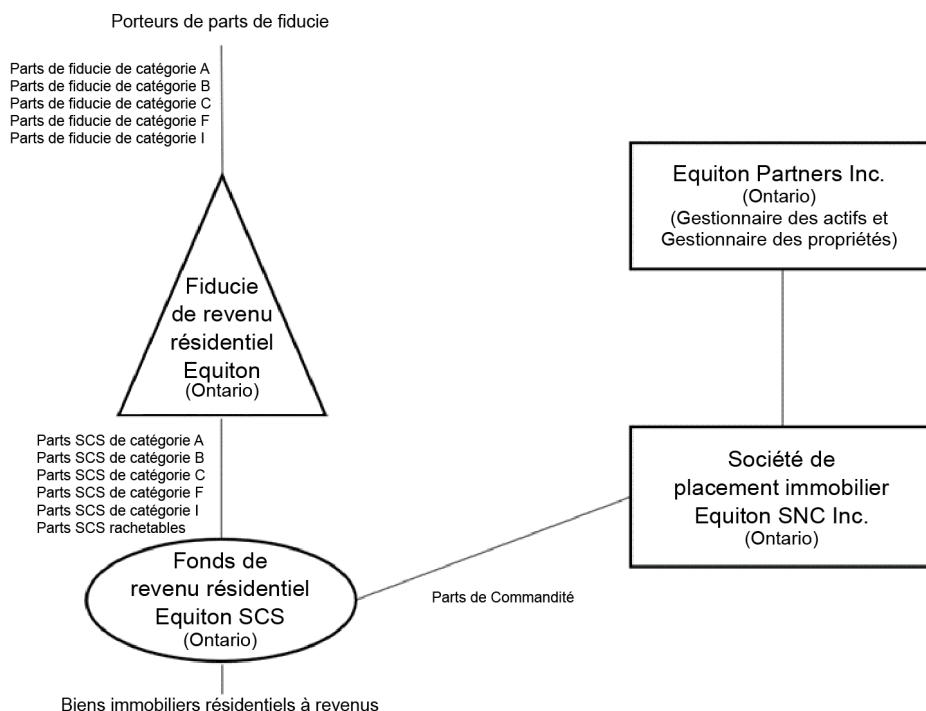 Porteurs de parts de fiducie
Parts de fiducie de catégorie A
Parts de fiducie de catégorie B
Parts de fiducie de catégorie C
Parts de fiducie de catégorie F
Parts de fiducie de catégorie I
Equiton Partners Inc.
(Ontario)
(Gestionnaire des actifs et
Gestionnaire des propriétés)
Fiducie
de revenu
résidentiel
Equiton
(Ontario)
Parts SCS de catégorie A
Parts SCS de catégorie B
Parts SCS de catégorie C
Parts SCS de catégorie F
Parts SCS de catégorie I
Parts SCS rachetables
Société de
placement immobilier
Equiton SNC Inc.
(Ontario)
Fonds de
revenu résidentiel
Equiton SCS
(Ontario)
Parts de Commandité
Biens immobiliers résidentiels à revenus